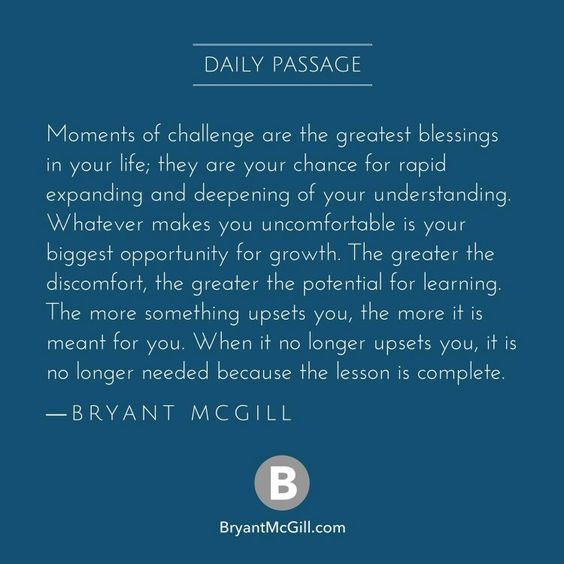 DAILY PASSAGE
Moments of challenge are the greatest blessings
in your life; they are your chance for rapid
expanding and deepening of your understanding.
Whatever makes you uncomfortable is your
biggest opportunity for growth. The greater the
discomfort, the greater the potential for learning.
The more something upsets you, the more it is
meant for you. When it no longer upsets you, it is
no longer needed because the lesson is complete.
—BRYANT MCGILL
B
BryantMcGill.com